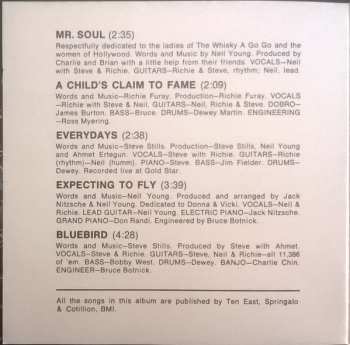 MR. SOUL (2:35)
Respectfully dedicated to the ladies of The Whisky A Go Go and the
women of Hollywood. Words and Music by Neil Young. Produced by
Charlie and Brian with a little help from their friends. VOCALS—Neil
with Steve & Richie. GUITARS—Richie & Steve, rhythm; Neil, lead.
A CHILD'S CLAIM TO FAME (2:09)
Words and Music—Richie Furay. Production—Richie Furay. VOCALS
—Richie with Steve & Neil. GUITARS—Neil, Richie & Steve. DOBRO—
James Burton. BASS—Bruce. DRUMS—Dewey Martin. ENGINEERING
—Ross Myering.
EVERYDAYS (2:38)
Words and Music—Steve Stills. Production—Steve Stills, Neil Young
and Ahmet Ertegun. VOCALS—Steve with Richie. GUITARS—Richie
(rhythm)—Neil (humm). PIANO—Steve. BASS—Jim Fielder. DRUMS—
Dewey. Recorded live at Gold Star.
EXPECTING TO FLY (3:39)
Words and Music—Neil Young. Produced and arranged by Jack
Nitzsche & Neil Young. Dedicated to Donna & Vicki. VOCALS—Neil &
Richie. LEAD GUITAR—Neil Young. ELECTRIC PIANO—Jack Nitzsche.
GRAND PIANO—Don Randi. Engineered by Bruce Botnick.
BLUEBIRD (4:28)
Words and Music—Steve Stills. Produced by Steve with Ahmet.
VOCALS—Steve & Richie. GUITARS—Steve, Neil & Richie—all 11,386
of 'em. BASS—Bobby West. DRUMS—Dewey. BANJO—Charlie Chin.
ENGINEER—Bruce Botnick.
All the songs in this album are published by Ten East, Springalo
& Cotillion, BMI.